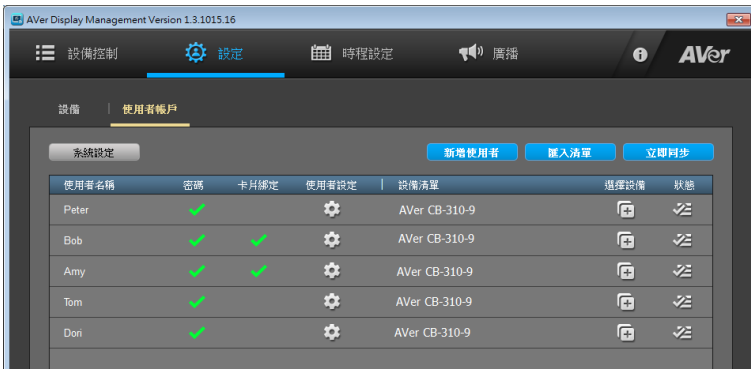 AVer Display Management Version 1.3.1015.16
設備控制 設定 時程設定 廣播 AVer
設備 | 使用者帳戶
系統設定 新增使用者 匯入清單 立即同步
使用者名稱 密碼 卡片綁定 使用者設定 設備清單 選擇設備 狀態
Peter AVer CB-310-9
Bob AVer CB-310-9
Amy AVer CB-310-9
Tom AVer CB-310-9
Dori AVer CB-310-9